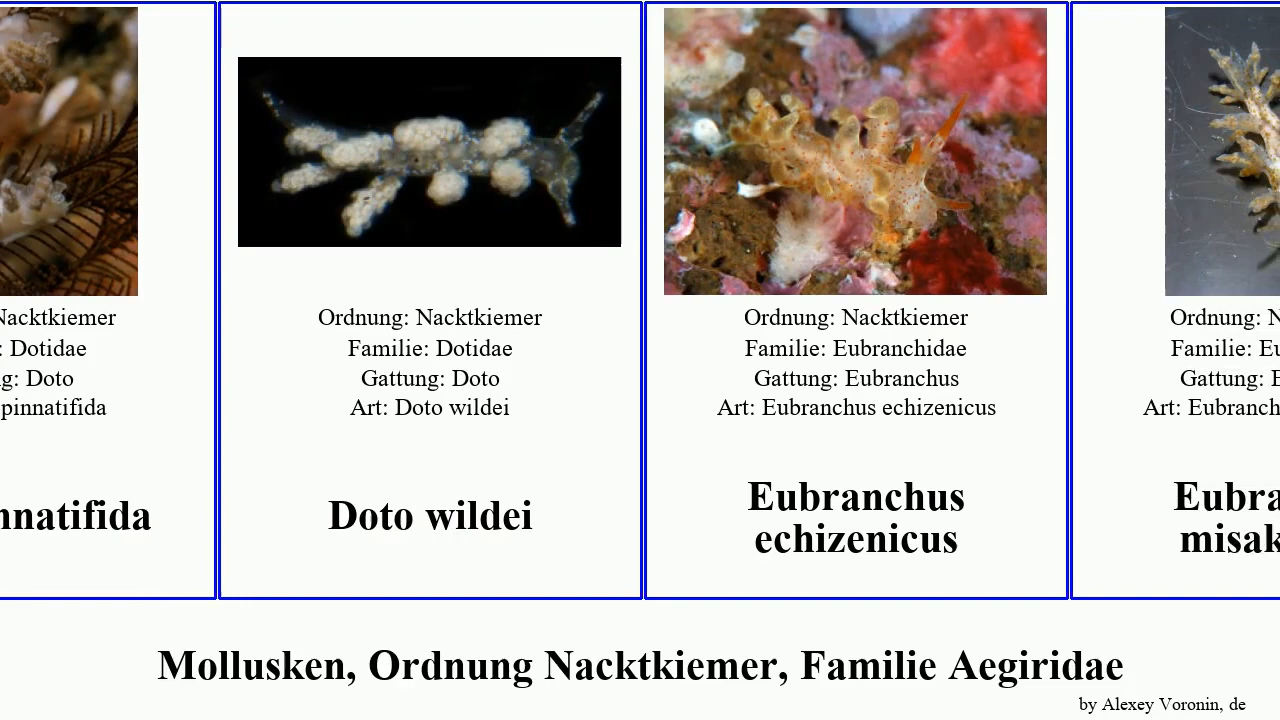 Nacktkiemer
: Dotidae
g: Doto
pinnatifida
nnatifida
Ordnung: Nacktkiemer
Familie: Dotidae
Gattung: Doto
Art: Doto wildei
Doto wildei
Ordnung: Nacktkiemer
Familie: Eubranchidae
Gattung: Eubranchus
Art: Eubranchus echizenicus
Eubranchus
echizenicus
Ordnung: N
Familie: Eu
Gattung: E
Art: Eubranch
Eubra
misak
Mollusken, Ordnung Nacktkiemer, Familie Aegiridae
by Alexey Voronin, de